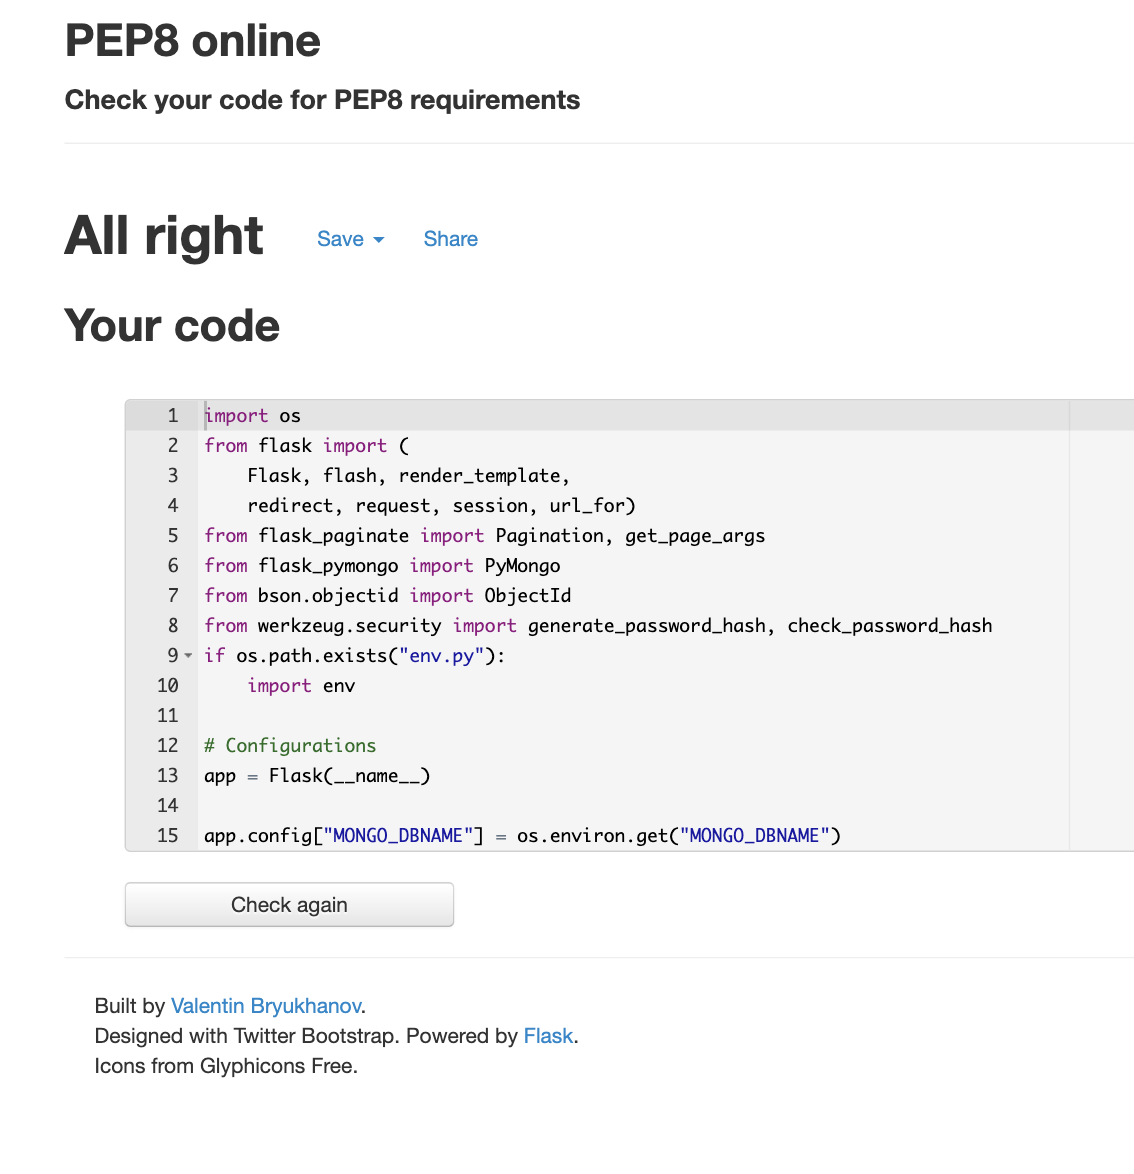 PEP8 online
Check your code for PEP8 requirements
All right Save Share
Your code
1 import os
2 from flask import (
3     Flask, flash, render_template,
4     redirect, request, session, url_for)
5 from flask_paginate import Pagination, get_page_args
6 from flask_pymongo import PyMongo
7 from bson.objectid import ObjectId
8 from werkzeug.security import generate_password_hash, check_password_hash
9 if os.path.exists("env.py"):
10     import env
11
12 # Configurations
13 app = Flask(__name__)
14
15 app.config["MONGO_DBNAME"] = os.environ.get("MONGO_DBNAME")
Check again
Built by Valentin Bryukhanov.
Designed with Twitter Bootstrap. Powered by Flask.
Icons from Glyphicons Free.